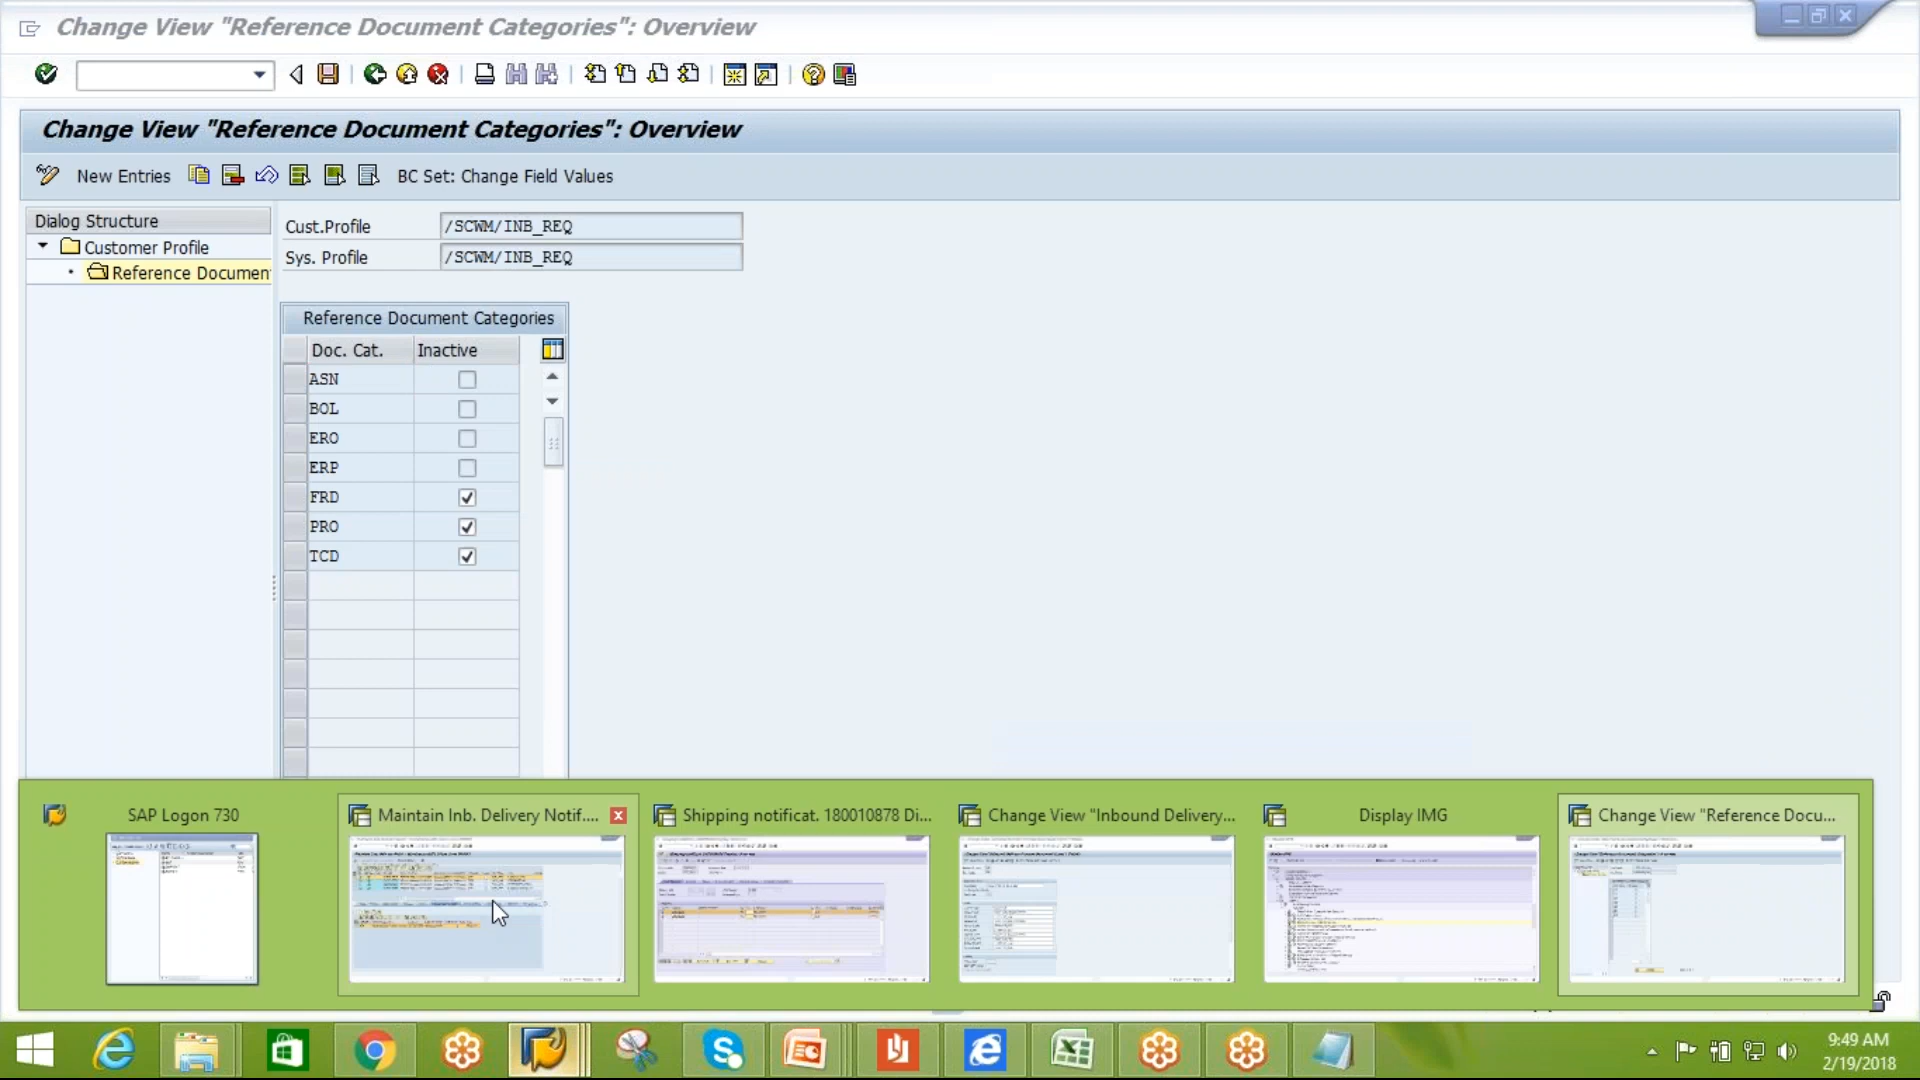 Change View "Reference Document Categories": Overview
Change View "Reference Document Categories": Overview
New Entries
BC Set: Change Field Values
Dialog Structure
Customer Profile
Reference Documen
Cust.Profile
/SCWM/INB_REQ
Sys. Profile
/SCWM/INB_REQ
Reference Document Categories
Doc. Cat.
Inactive
ASN
BOL
ERO
ERP
FRD
PRO
TCD
SAP Logon 730
Maintain Inb. Delivery Notif....
Shipping notificat. 180010878 Di...
Change View "Inbound Delivery...
Display IMG
Change View "Reference Docu...
9:49 AM
2/19/2018